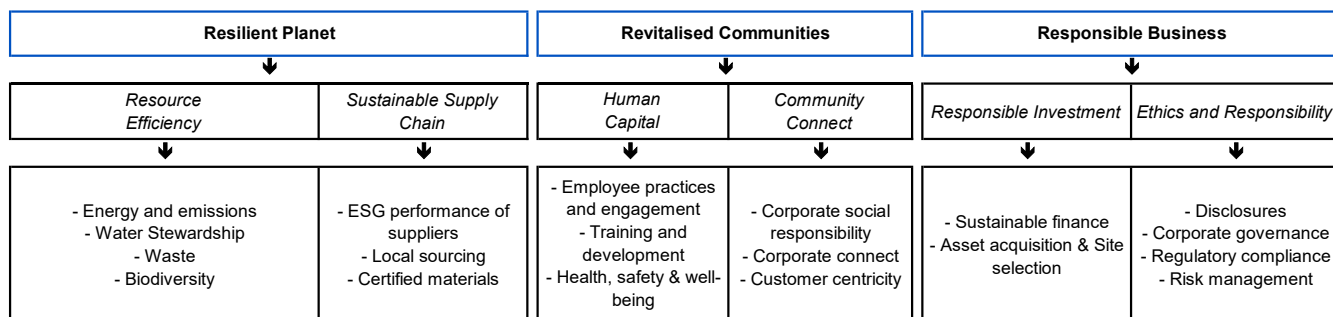 Resilient Planet
Revitalised Communities
Responsible Business
Resource
Efficiency
Sustainable Supply
Chain
Human
Capital
Community
Connect
Responsible Investment
Ethics and Responsibility
- Energy and emissions
- Water Stewardship
- Waste
- Biodiversity
- ESG performance of
suppliers
- Local sourcing
- Certified materials
- Employee practices
and engagement
- Training and
development
- Health, safety & well-
being
- Corporate social
responsibility
- Corporate connect
- Customer centricity
- Sustainable finance
- Asset acquisition & Site
selection
- Disclosures
- Corporate governance
- Regulatory compliance
- Risk management